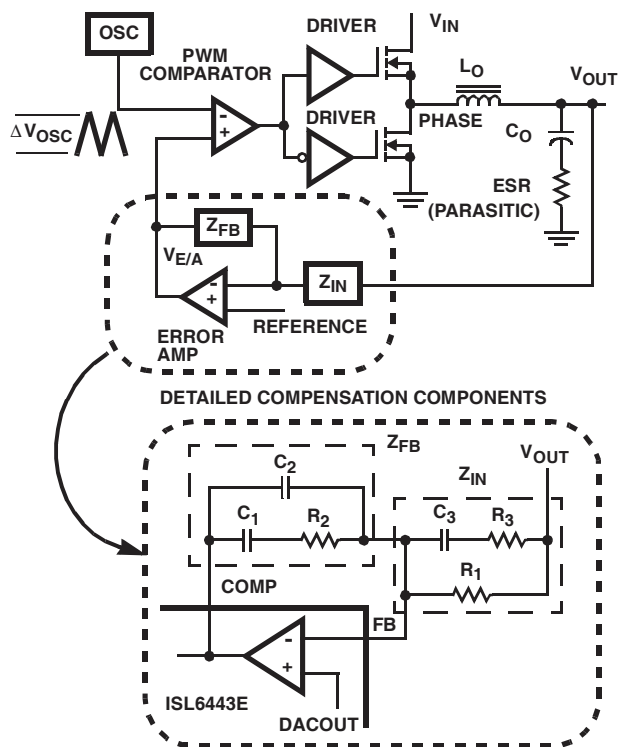 OSC
PWM
COMPARATOR
DRIVER
V_IN
ΔV_OSC
-
+
DRIVER
L_O
V_OUT
PHASE
C_O
ESR
(PARASITIC)
Z_FB
V_E/A
-
+
Z_IN
ERROR
AMP
REFERENCE
DETAILED COMPENSATION COMPONENTS
Z_FB
V_OUT
C_2
Z_IN
C_1
R_2
C_3
R_3
R_1
COMP
FB
-
+
ISL6443E
DACOUT